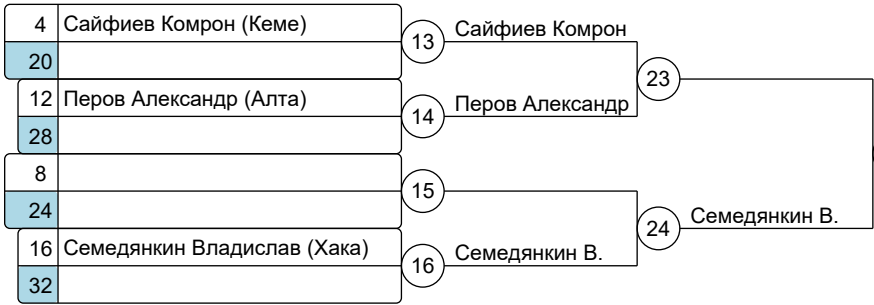 4 Сайфиев Комрон (Кеме)
13 Сайфиев Комрон
20
23
12 Перов Александр (Алта)
14 Перов Александр
28
8
15
24
24 Семедянкин В.
16 Семедянкин Владислав (Хака)
16 Семедянкин В.
32